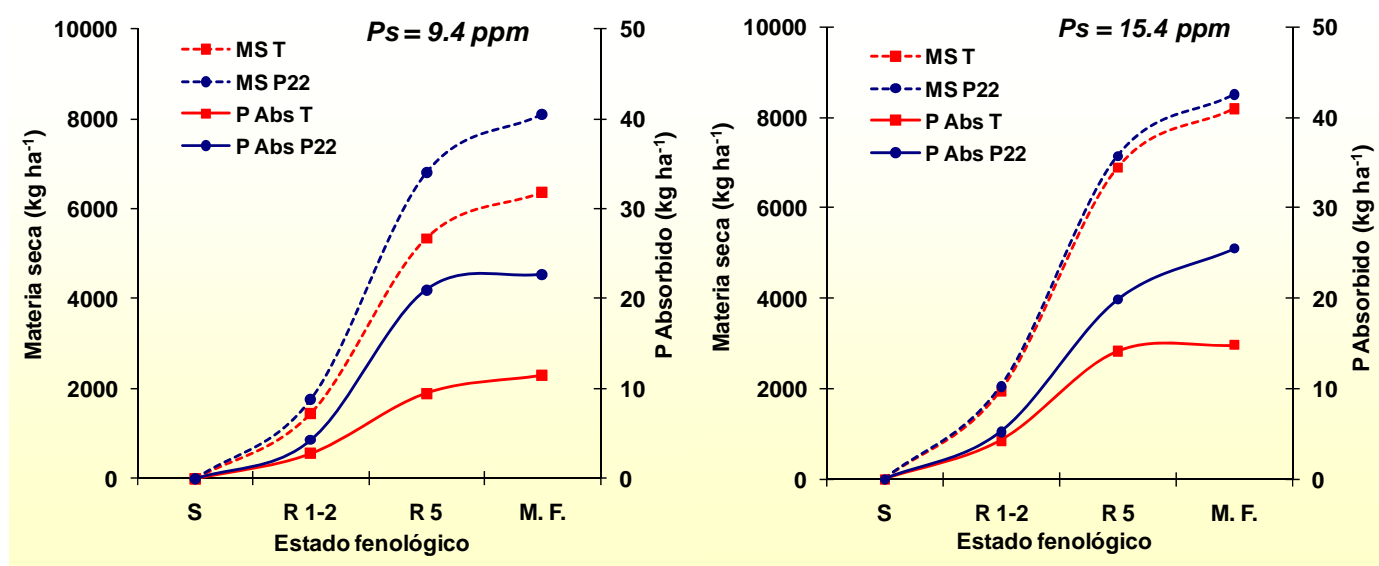 Ps = 9.4 ppm
MS T
MS P22
P Abs T
P Abs P22
Materia seca (kg ha⁻¹)
10000
8000
6000
4000
2000
0
50
40
30
20
10
0
P Absorbido (kg ha⁻¹)
S R 1-2 R 5 M. F.
Estado fenológico
Ps = 15.4 ppm
MS T
MS P22
P Abs T
P Abs P22
Materia seca (kg ha⁻¹)
10000
8000
6000
4000
2000
0
50
40
30
20
10
0
P Absorbido (kg ha⁻¹)
S R 1-2 R 5 M. F.
Estado fenológico